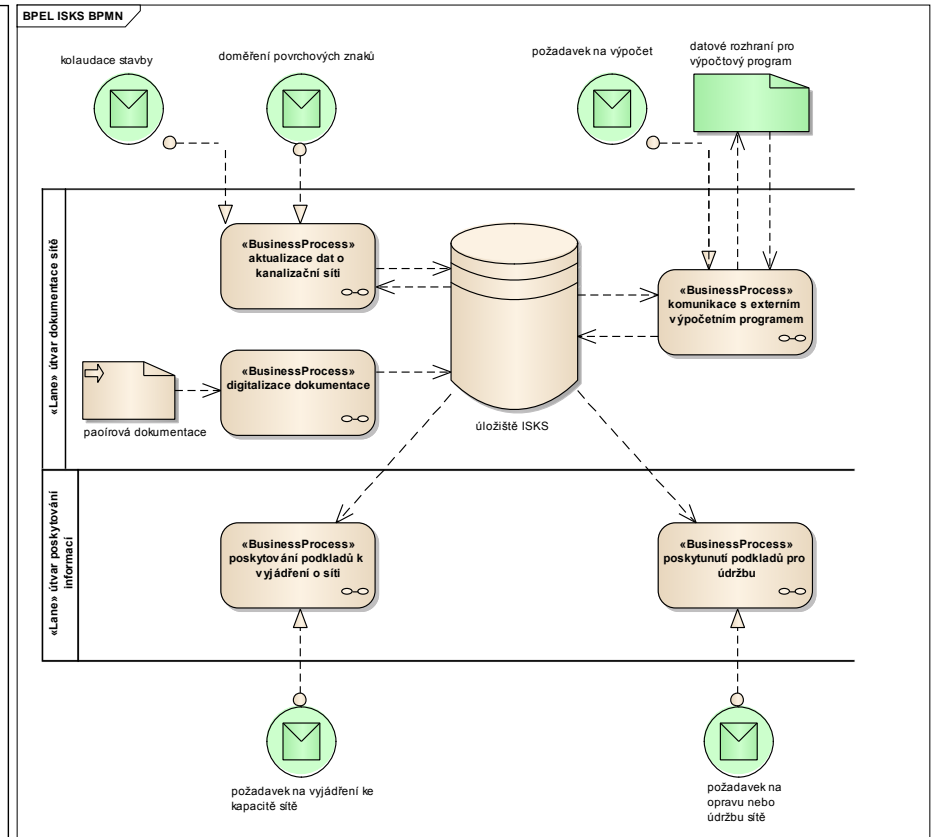 BPEL ISKS BPMN
kolaudace stavby
doměření povrchových znaků
požadavek na výpočet
datové rozhraní pro
výpočtový program
«Lane» útvar dokumentace sítě
«BusinessProcess»
aktualizace dat o
kanalizační síti
«BusinessProcess»
komunikace s externím
výpočetním programem
«BusinessProcess»
digitalizace dokumentace
paoírová dokumentace
úložiště ISKS
«Lane» útvar poskytování
informací
«BusinessProcess»
poskytování podkladů k
vyjádření o síti
«BusinessProcess»
poskytunutí podkladů pro
údržbu
požadavek na vyjádření ke
kapacitě sítě
požadavek na
opravu nebo
údržbu sítě